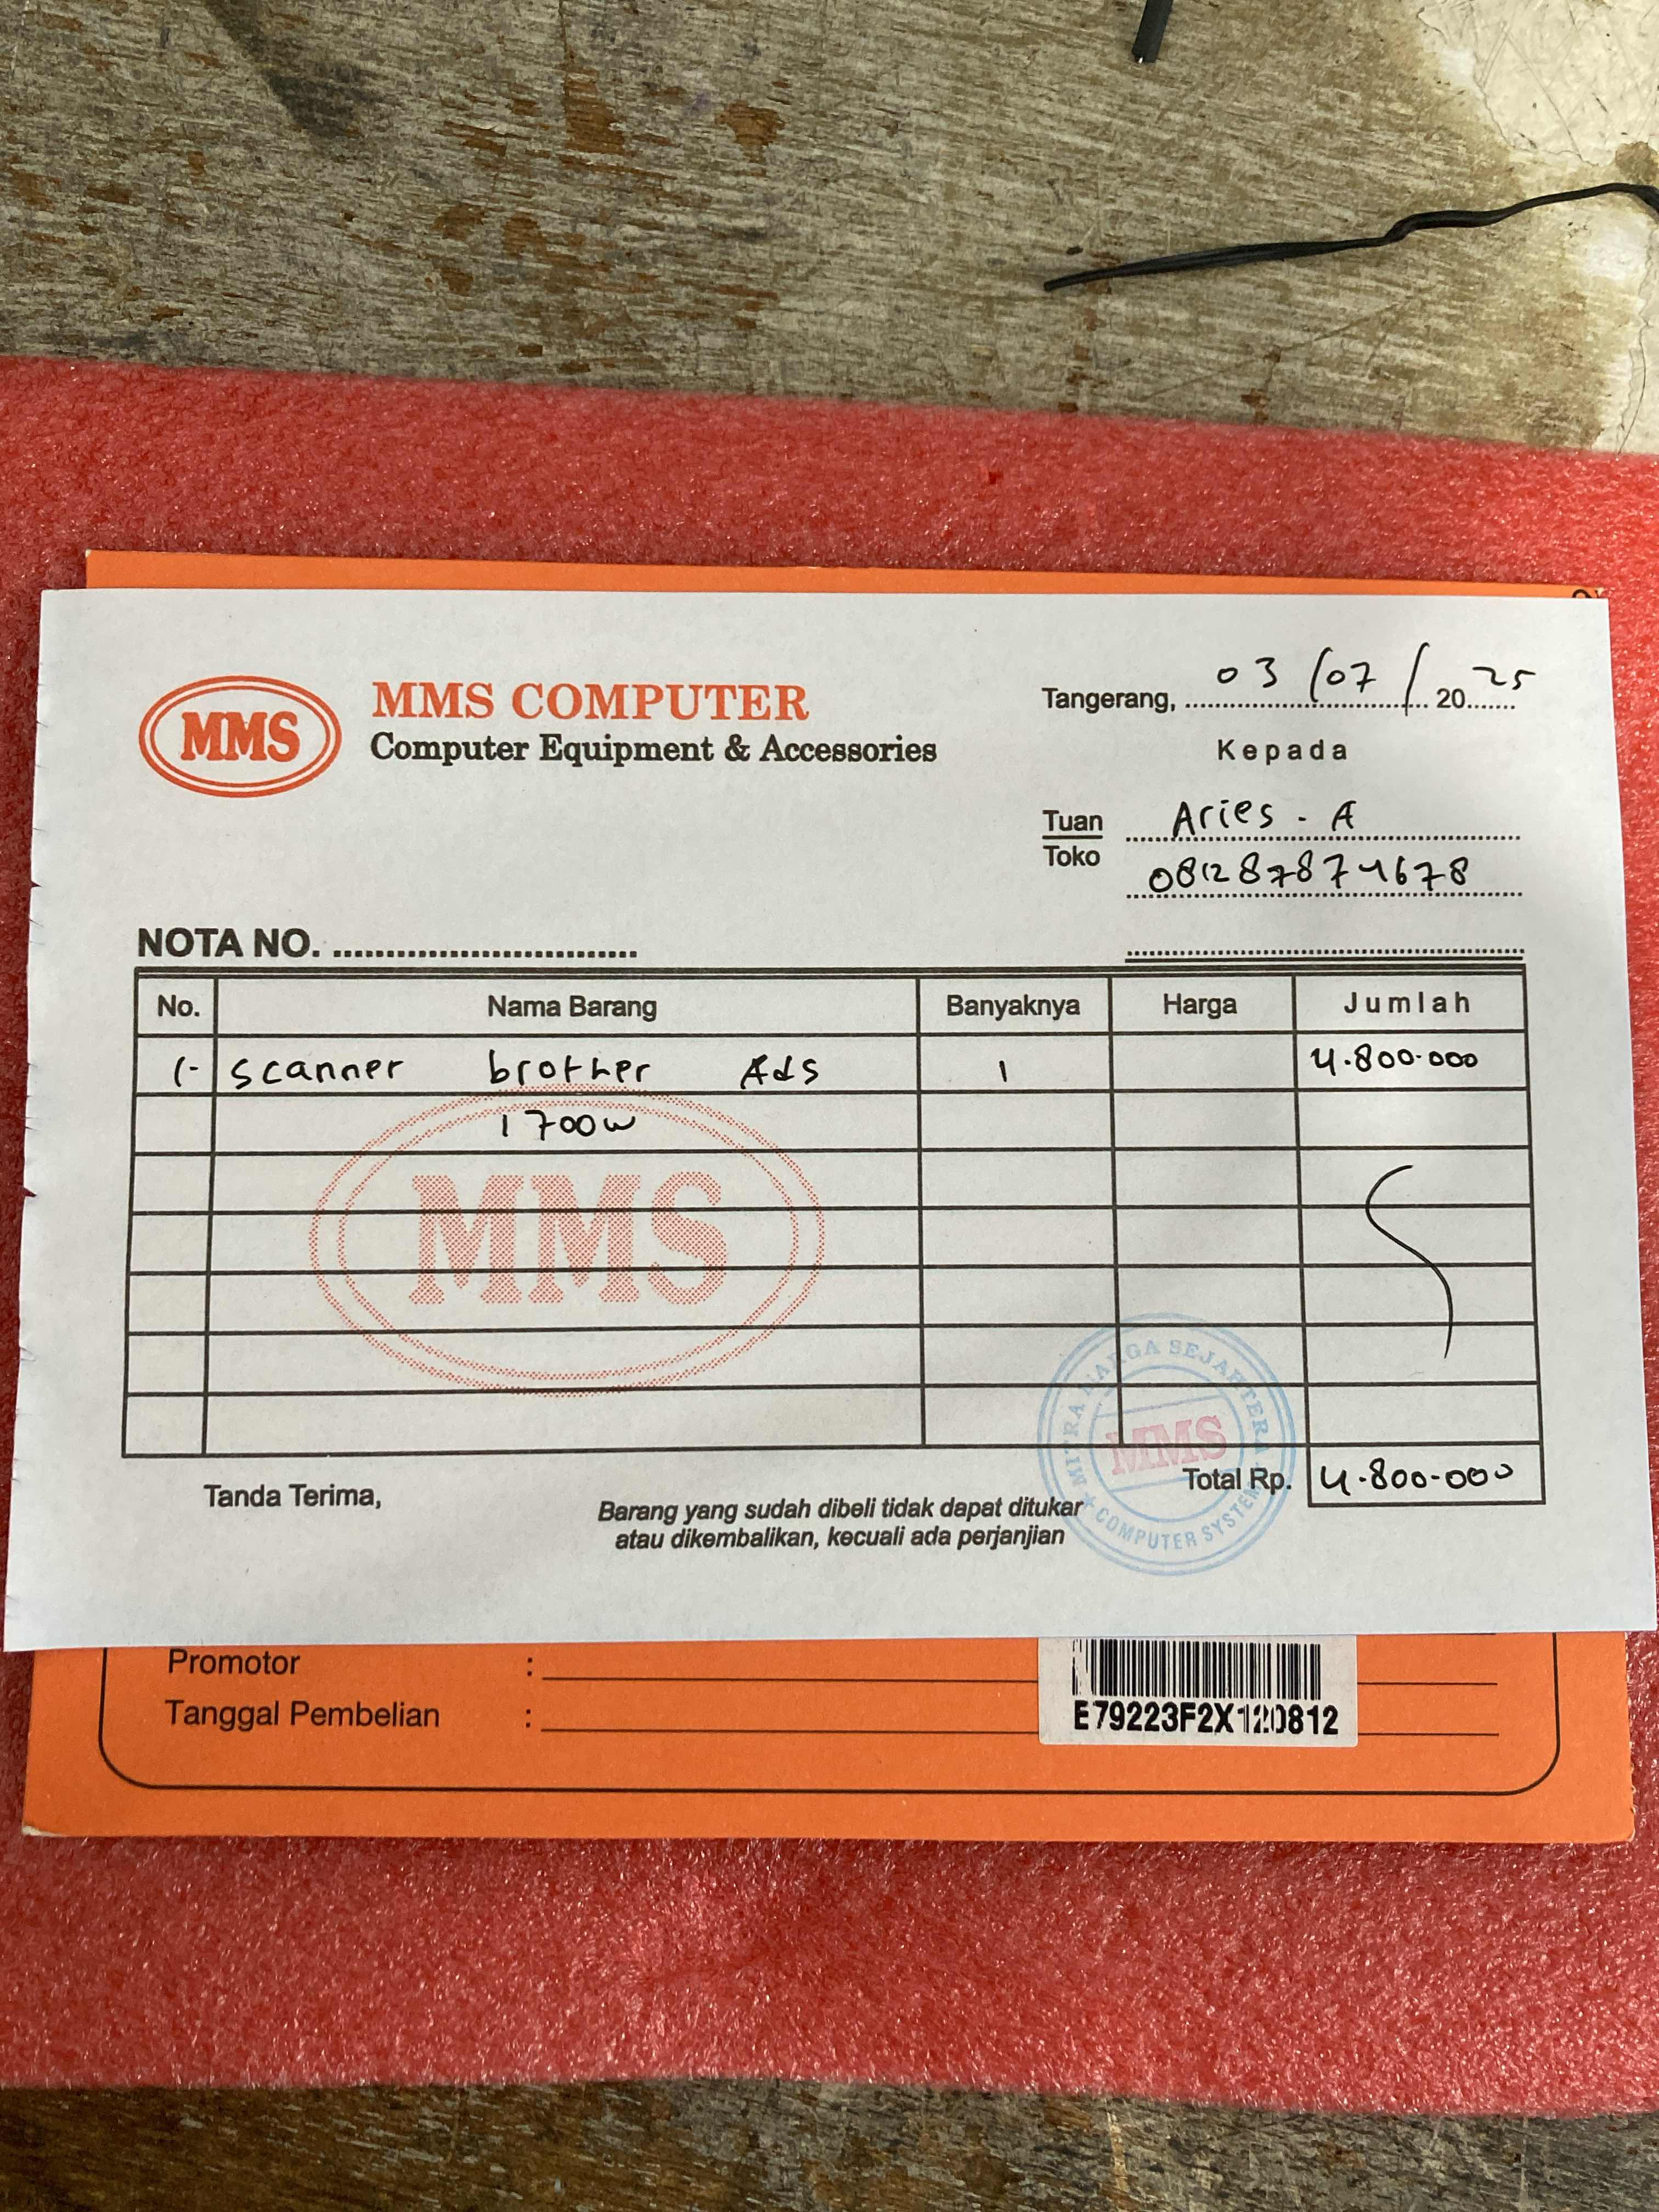 MMS
MMS COMPUTER
Computer Equipment & Accessories
Tangerang, 03/07/ 2025
Kepada
Tuan Aries - A
Toko 081287874678
NOTA NO.
No. Nama Barang Banyaknya Harga Jumlah
1- scanner brother Ads 1 4.800.000
1700w
MMS
MITRA MARGA SEJAHTERA
MMS
COMPUTER SYSTEM
Total Rp. 4.800.000
Tanda Terima,
Barang yang sudah dibeli tidak dapat ditukar
atau dikembalikan, kecuali ada perjanjian
Promotor :
Tanggal Pembelian :
E79223F2X120812